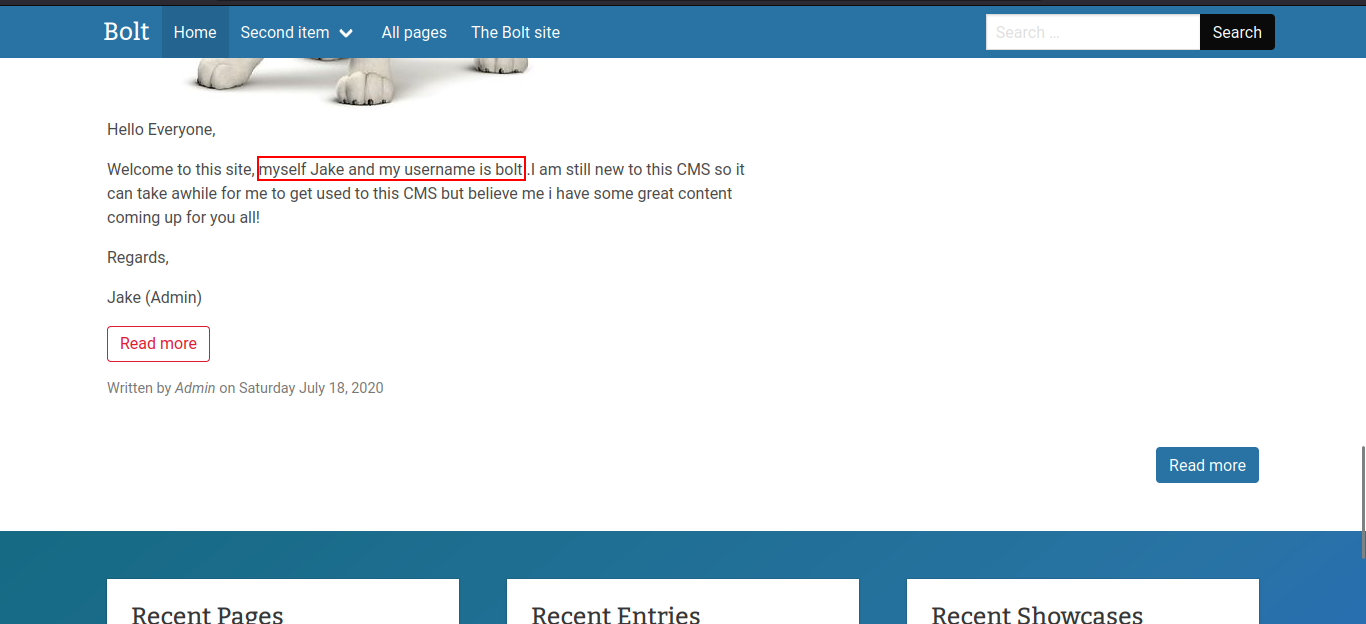 Bolt Home Second item All pages The Bolt site Search ... Search
Hello Everyone,
Welcome to this site, myself Jake and my username is bolt .I am still new to this CMS so it
can take awhile for me to get used to this CMS but believe me i have some great content
coming up for you all!
Regards,
Jake (Admin)
Read more
Written by Admin on Saturday July 18, 2020
Read more
Recent Pages Recent Entries Recent Showcases